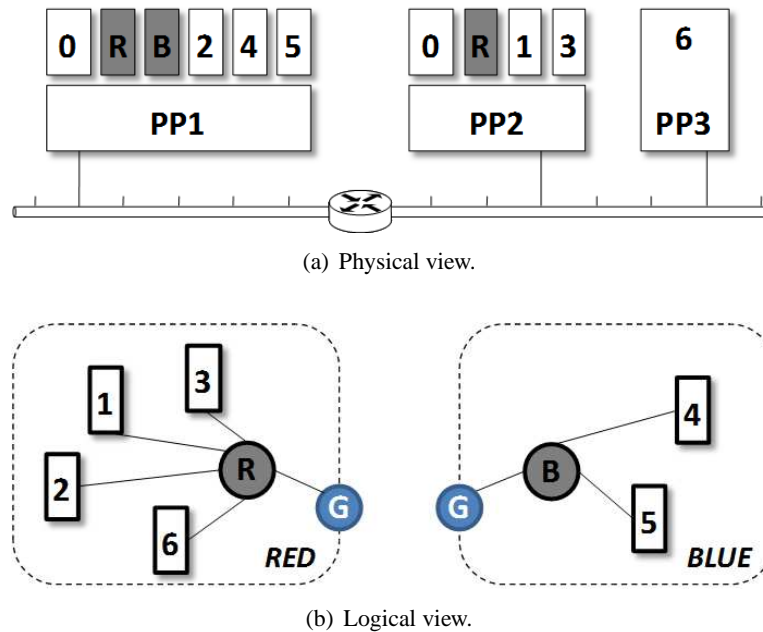 0 R B 2 4 5 0 R 1 3 6
PP1 PP2 PP3
(a) Physical view.
3
1
4
R B
2
G G
5
6
RED BLUE
(b) Logical view.